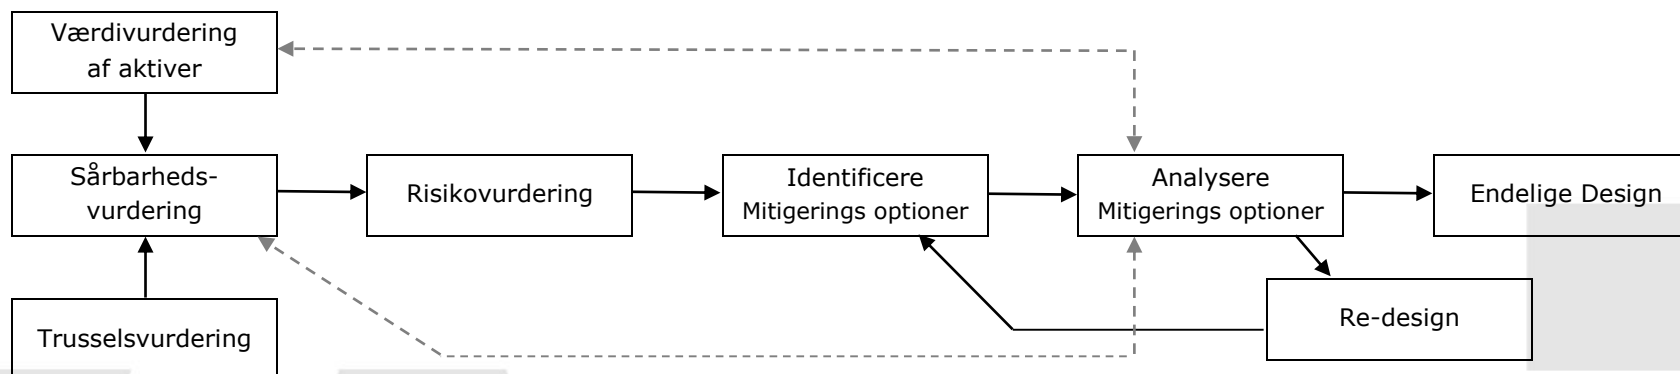 Værdivurdering
af aktiver
Sårbarheds-
vurdering
Risikovurdering
Identificere
Mitigerings optioner
Analysere
Mitigerings optioner
Endelige Design
Trusselsvurdering
Re-design